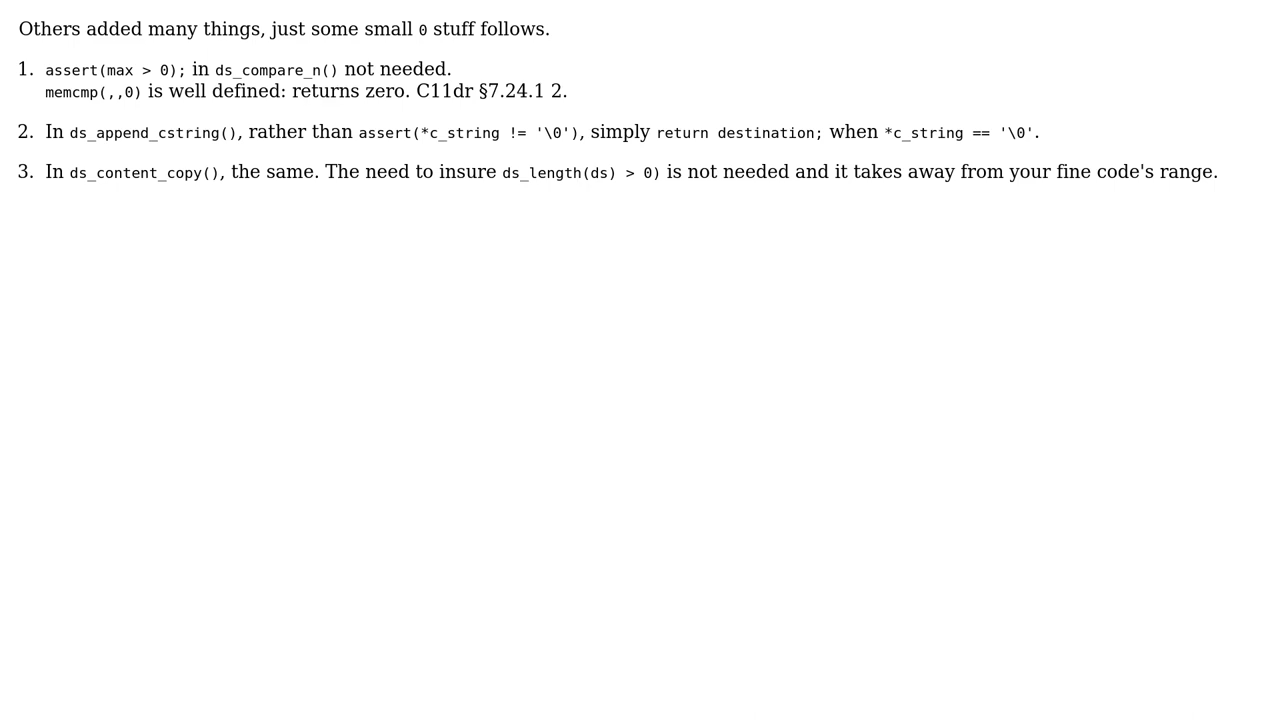 Others added many things, just some small 0 stuff follows.
1. assert(max > 0); in ds_compare_n() not needed.
memcmp(,,0) is well defined: returns zero. C11dr §7.24.1 2.
2. In ds_append_cstring(), rather than assert(*c_string != '\0'), simply return destination; when *c_string == '\0'.
3. In ds_content_copy(), the same. The need to insure ds_length(ds) > 0) is not needed and it takes away from your fine code's range.